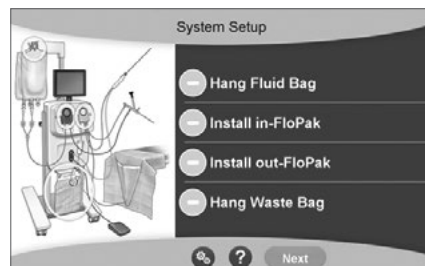 System Setup
Hang Fluid Bag
Install in-FloPak
Install out-FloPak
Hang Waste Bag
?
Next